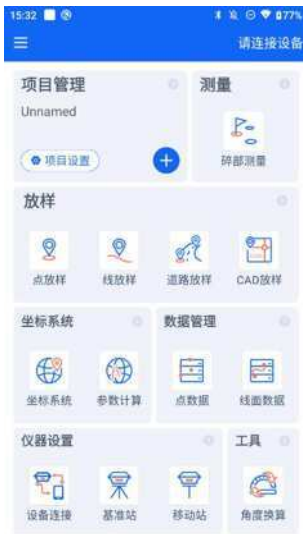 15:32
77%
请连接设备
项目管理
测量
Unnamed
项目设置
碎部测量
放样
点放样 线放样 道路放样 CAD放样
坐标系统 数据管理
坐标系统 参数计算 点数据 线面数据
仪器设置 工具
设备连接 基准站 移动站 角度换算